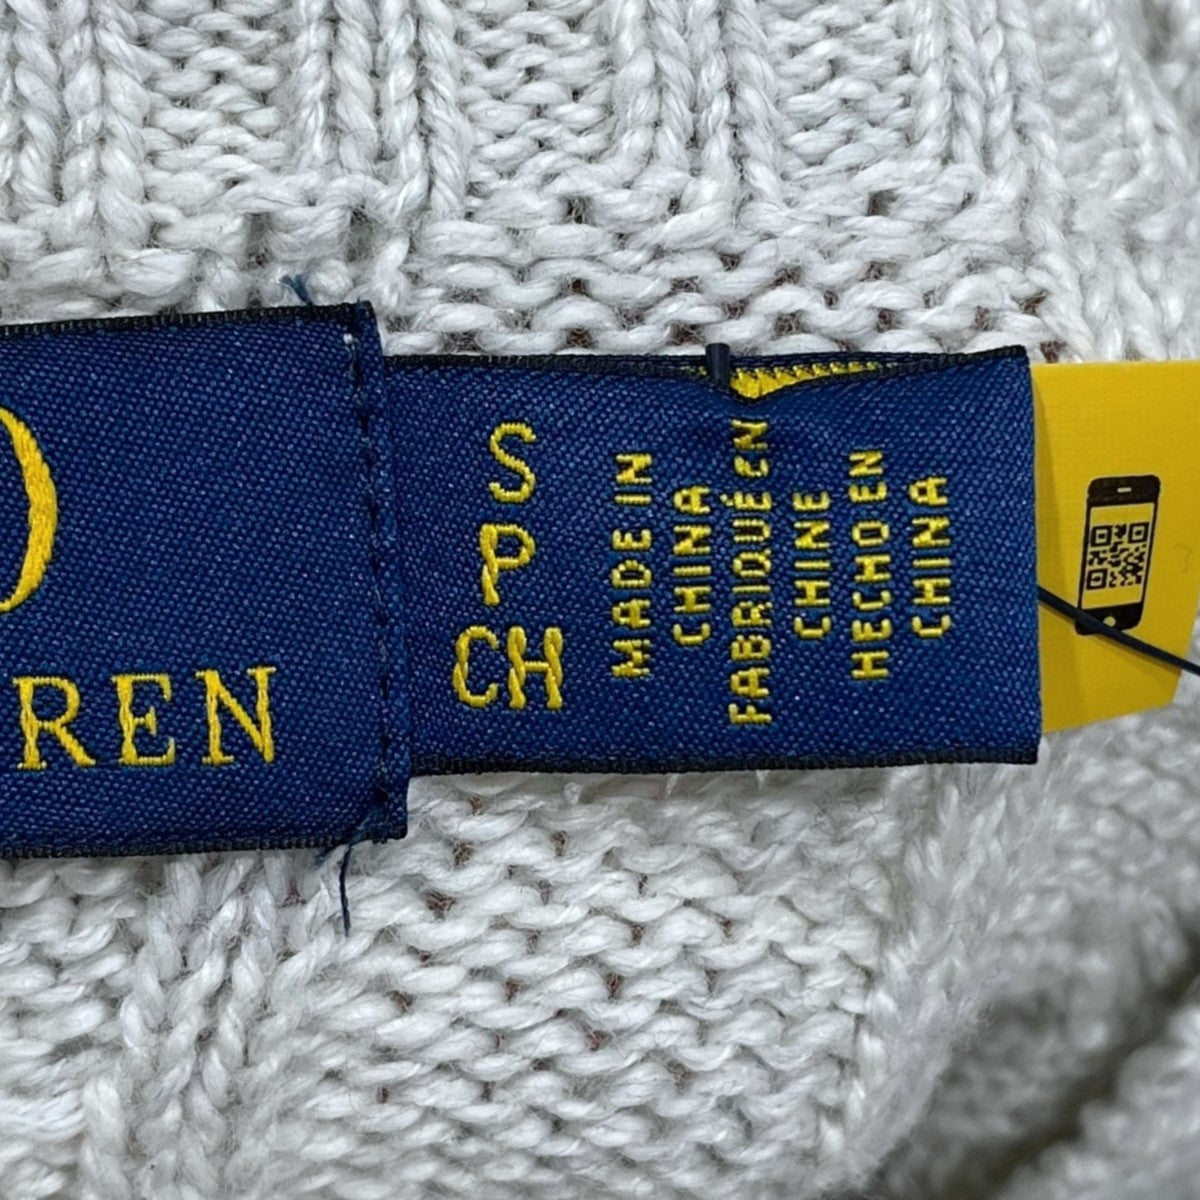 REN
S
P
CH
MADE IN
CHINA
FABRIQUÉ EN
CHINE
HECHO EN
CHINA